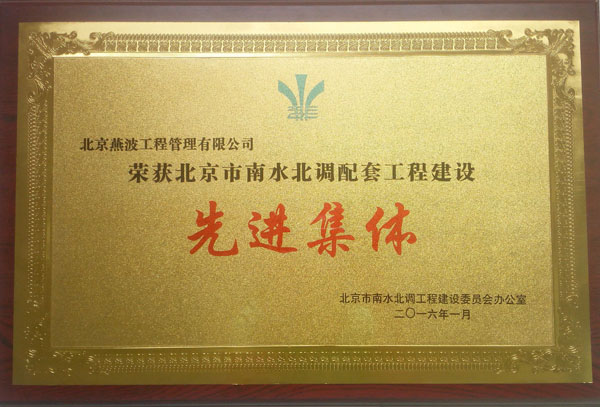 北京燕波工程管理有限公司
荣获北京市南水北调配套工程建设
先进集体
北京市南水北调工程建设委员会办公室
二〇一六年一月